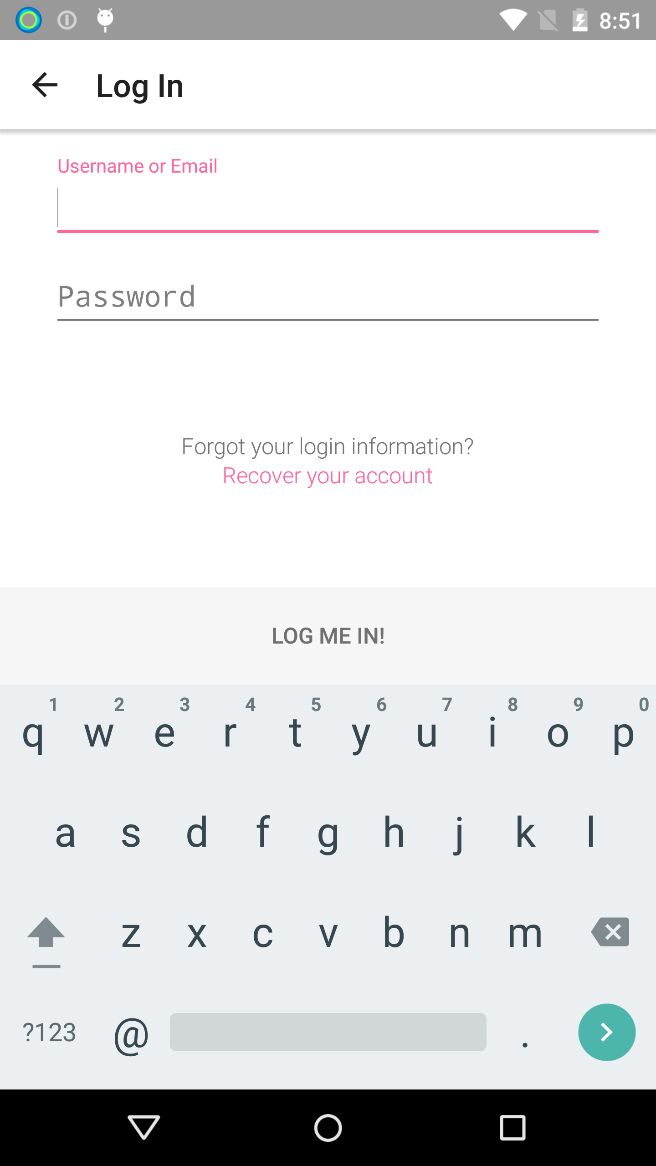 8:51
Log In
Username or Email
Password
Forgot your login information?
Recover your account
LOG ME IN!
1 2 3 4 5 6 7 8 9 0
q w e r t y u i o p
a s d f g h j k l
z x c v b n m
?123 @ .